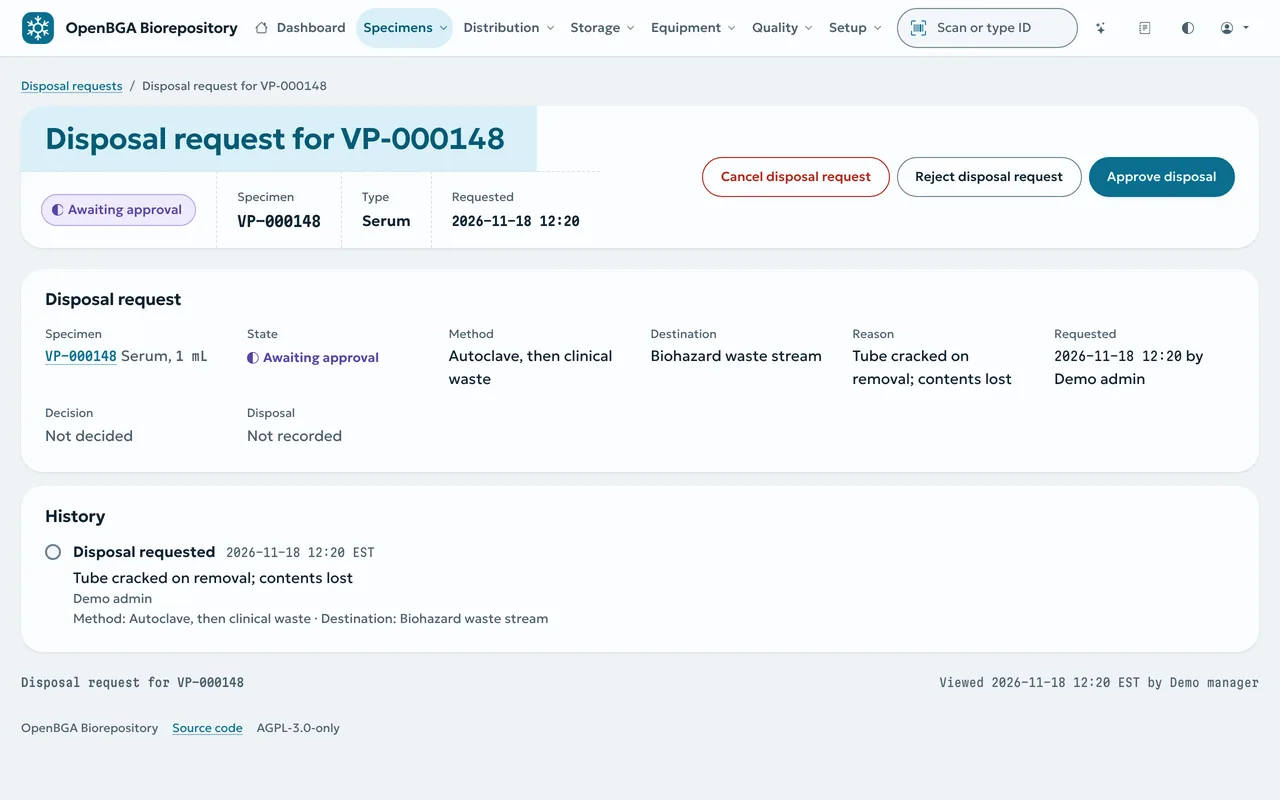 OpenBGA Biorepository Dashboard Specimens Distribution Storage Equipment Quality Setup Scan or type ID
Disposal requests / Disposal request for VP-000148
Disposal request for VP-000148
Cancel disposal request Reject disposal request Approve disposal
Awaiting approval
Specimen
VP-000148
Type
Serum
Requested
2026-11-18 12:20
Disposal request
Specimen
VP-000148 Serum, 1 mL
State
Awaiting approval
Method
Autoclave, then clinical
waste
Destination
Biohazard waste stream
Reason
Tube cracked on
removal; contents lost
Requested
2026-11-18 12:20 by
Demo admin
Decision
Not decided
Disposal
Not recorded
History
Disposal requested 2026-11-18 12:20 EST
Tube cracked on removal; contents lost
Demo admin
Method: Autoclave, then clinical waste · Destination: Biohazard waste stream
Disposal request for VP-000148 Viewed 2026-11-18 12:20 EST by Demo manager
OpenBGA Biorepository Source code AGPL-3.0-only